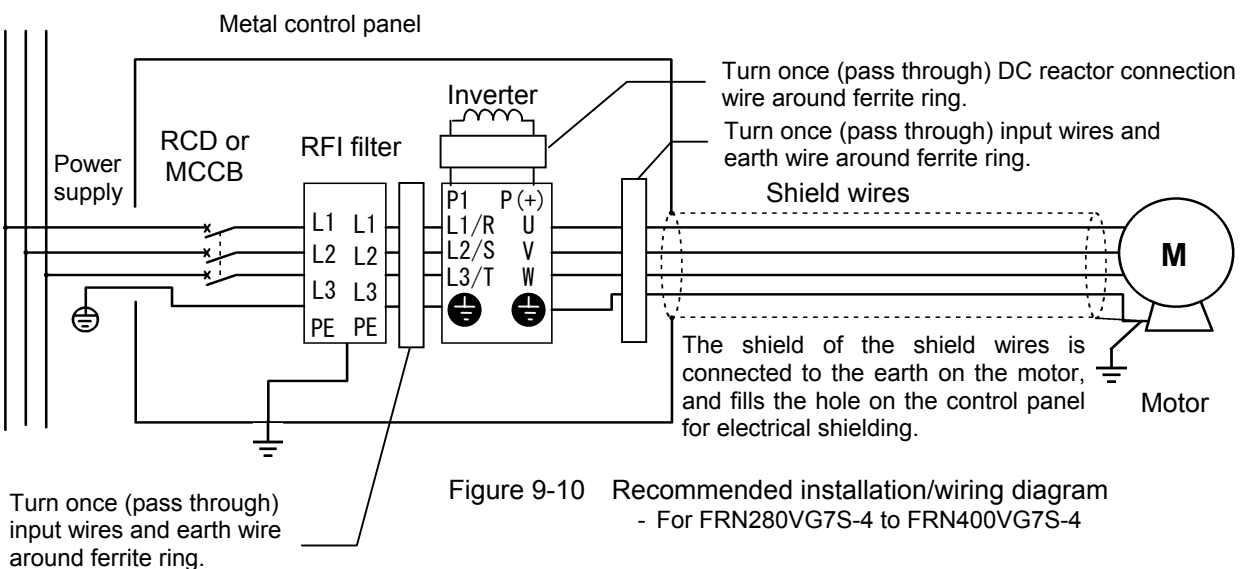 Metal control panel
Turn once (pass through) DC reactor connection
wire around ferrite ring.
Turn once (pass through) input wires and
earth wire around ferrite ring.
Inverter
RCD or
MCCB
RFI filter
Power
supply
Shield wires
P1 P(+)
L1 L1 L1/R U
L2 L2 L2/S V
L3 L3 L3/T W
PE PE
M
The shield of the shield wires is
connected to the earth on the motor,
and fills the hole on the control panel
for electrical shielding.
Motor
Turn once (pass through)
input wires and earth wire
around ferrite ring.
Figure 9-10 Recommended installation/wiring diagram
- For FRN280VG7S-4 to FRN400VG7S-4